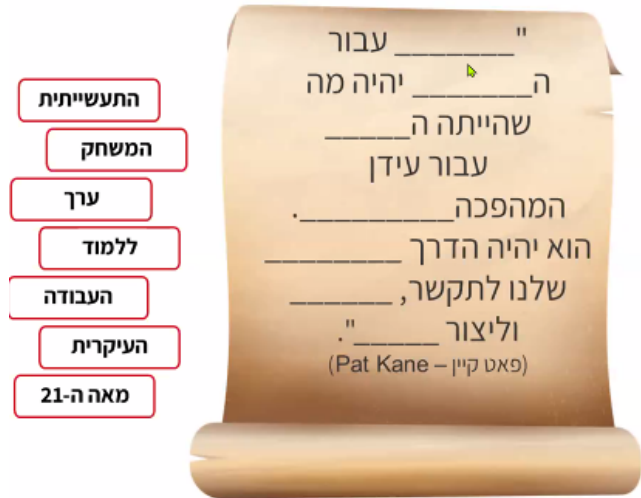 "_______ עבור
ה_______ יהיה מה
שהייתה ה_____
עבור עידן
המהפכה_________.
הוא יהיה הדרך ________
שלנו לתקשר, ______
וליצור _____".
(פאט קיין – Pat Kane)
התעשייתית
המשחק
ערך
ללמוד
העבודה
העיקרית
מאה ה-21